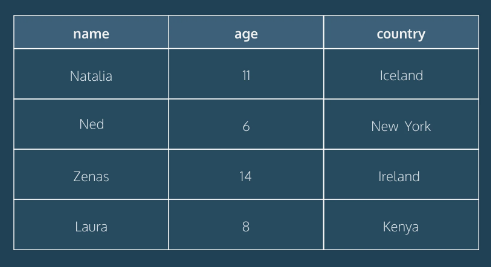 name age country
Natalia 11 Iceland
Ned 6 New York
Zenas 14 Ireland
Laura 8 Kenya